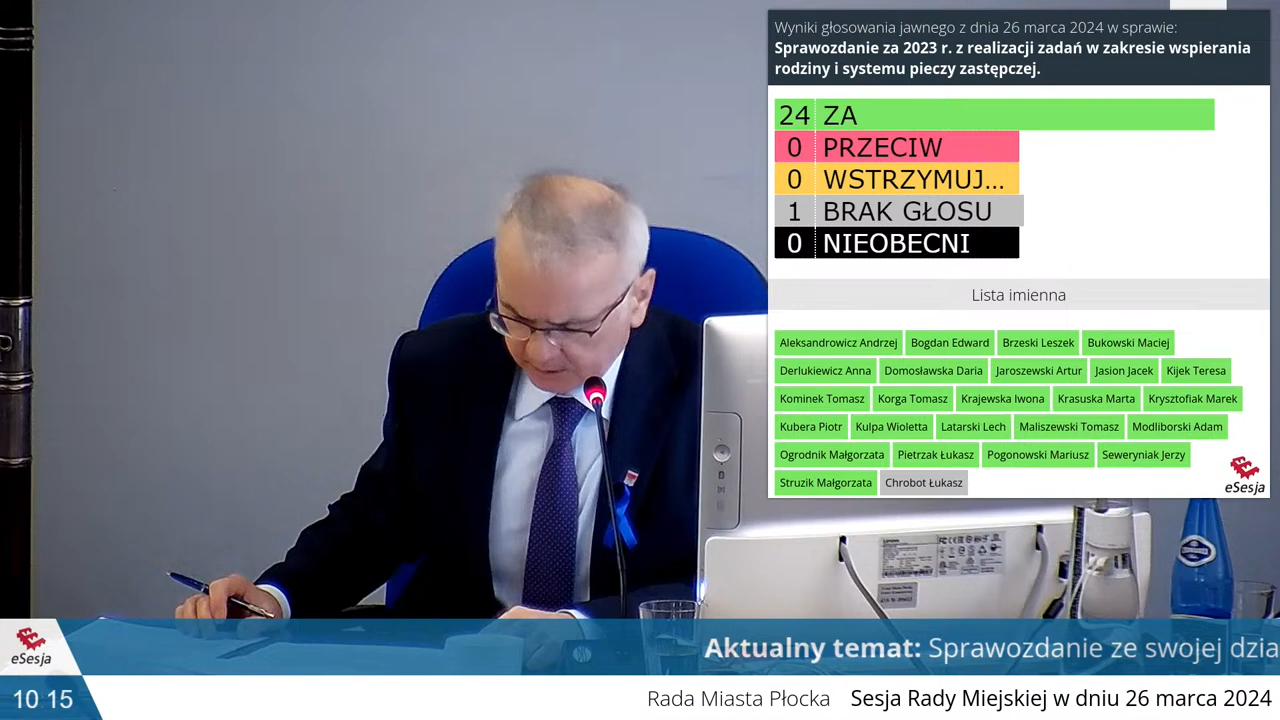 Wyniki głosowania jawnego z dnia 26 marca 2024 w sprawie:
Sprawozdanie za 2023 r. z realizacji zadań w zakresie wspierania
rodziny i systemu pieczy zastępczej.
24 ZA
0 PRZECIW
0 WSTRZYMUJ...
1 BRAK GŁOSU
0 NIEOBECNI
Lista imienna
Aleksandrowicz Andrzej Bogdan Edward Brzeski Leszek Bukowski Maciej
Derlukiewicz Anna Domosławska Daria Jaroszewski Artur Jasion Jacek Kijek Teresa
Kominek Tomasz Korga Tomasz Krajewska Iwona Krasuska Marta Krysztofiak Marek
Kubera Piotr Kulpa Wioletta Latarski Lech Maliszewski Tomasz Modliborski Adam
Ogrodnik Małgorzata Pietrzak Łukasz Pogonowski Mariusz Seweryniak Jerzy
Struzik Małgorzata Chrobot Łukasz
eSesja
Aktualny temat: Sprawozdanie ze swojej dzia
eSesja
10 15
Rada Miasta Płocka Sesja Rady Miejskiej w dniu 26 marca 2024